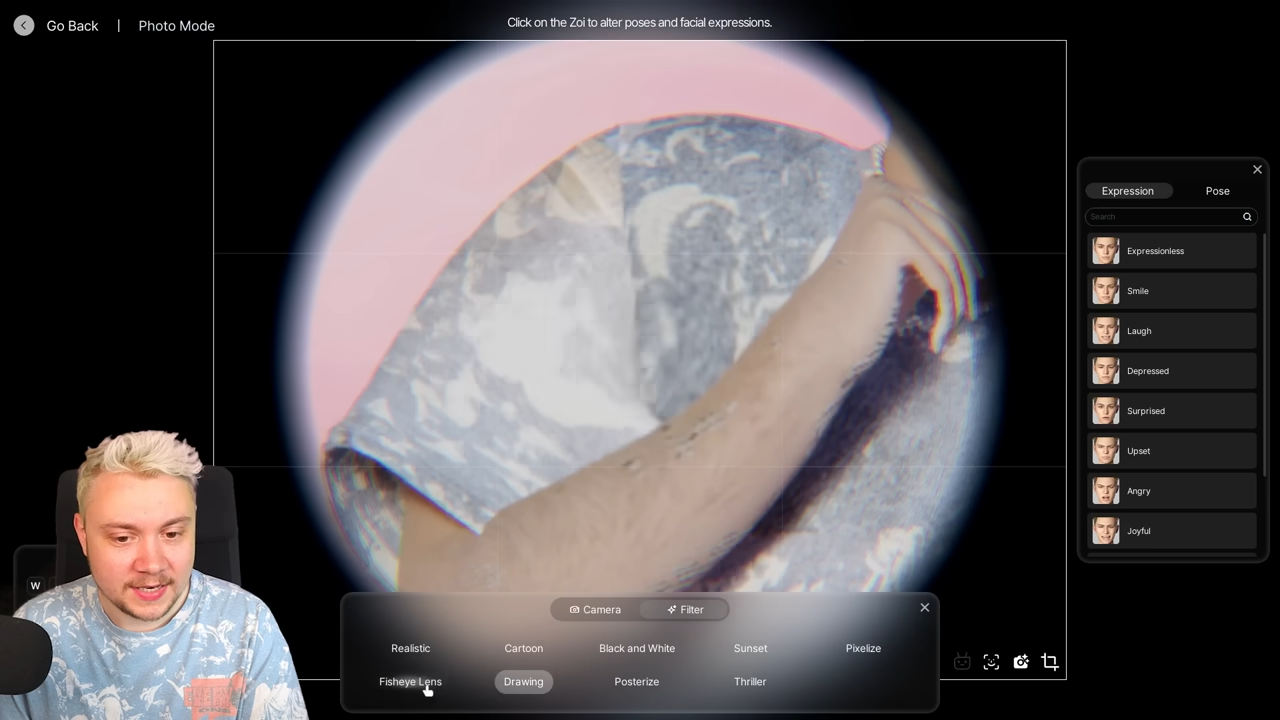 Go Back | Photo Mode
Click on the Zoi to alter poses and facial expressions.
Expression Pose
Search
Expressionless
Smile
Laugh
Depressed
Surprised
Upset
Angry
Joyful
W
Camera Filter
Realistic Cartoon Black and White Sunset Pixelize
Fisheye Lens Drawing Posterize Thriller